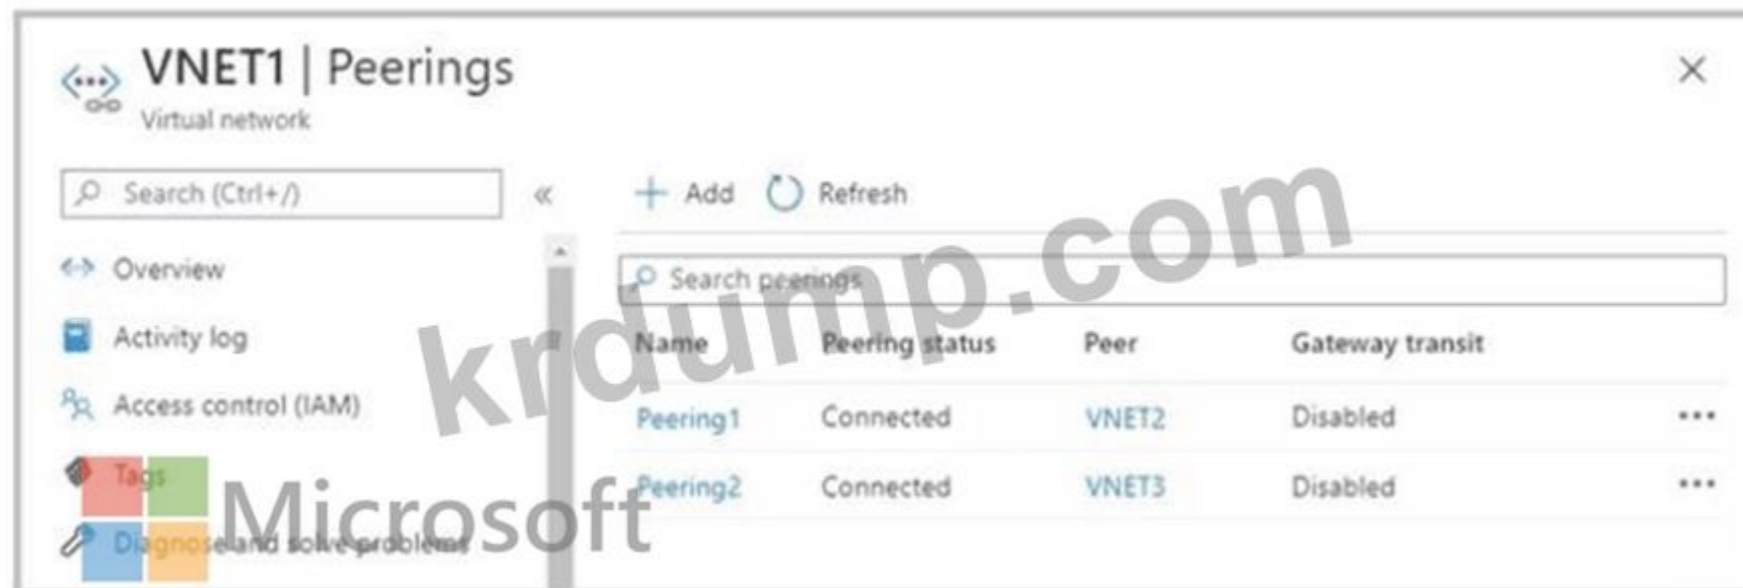 VNET1 | Peerings
Virtual network
Search (Ctrl+/)
«
Add
Refresh
Overview
Search peerings
Activity log
Name Peering status Peer Gateway transit
Access control (IAM)
Peering1 Connected VNET2 Disabled
Tags
Peering2 Connected VNET3 Disabled
Diagnose and solve problems
krdump.com
Microsoft